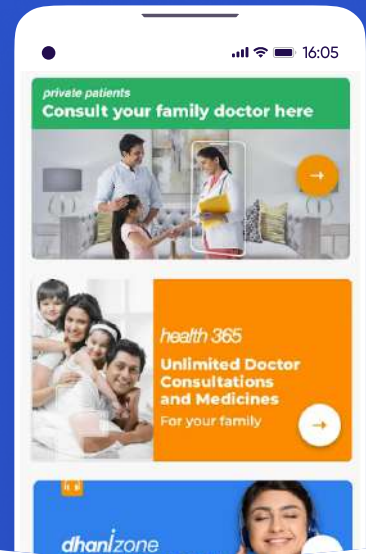 16:05
private patients
Consult your family doctor here
health 365
Unlimited Doctor
Consultations
and Medicines
For your family
dhanizone